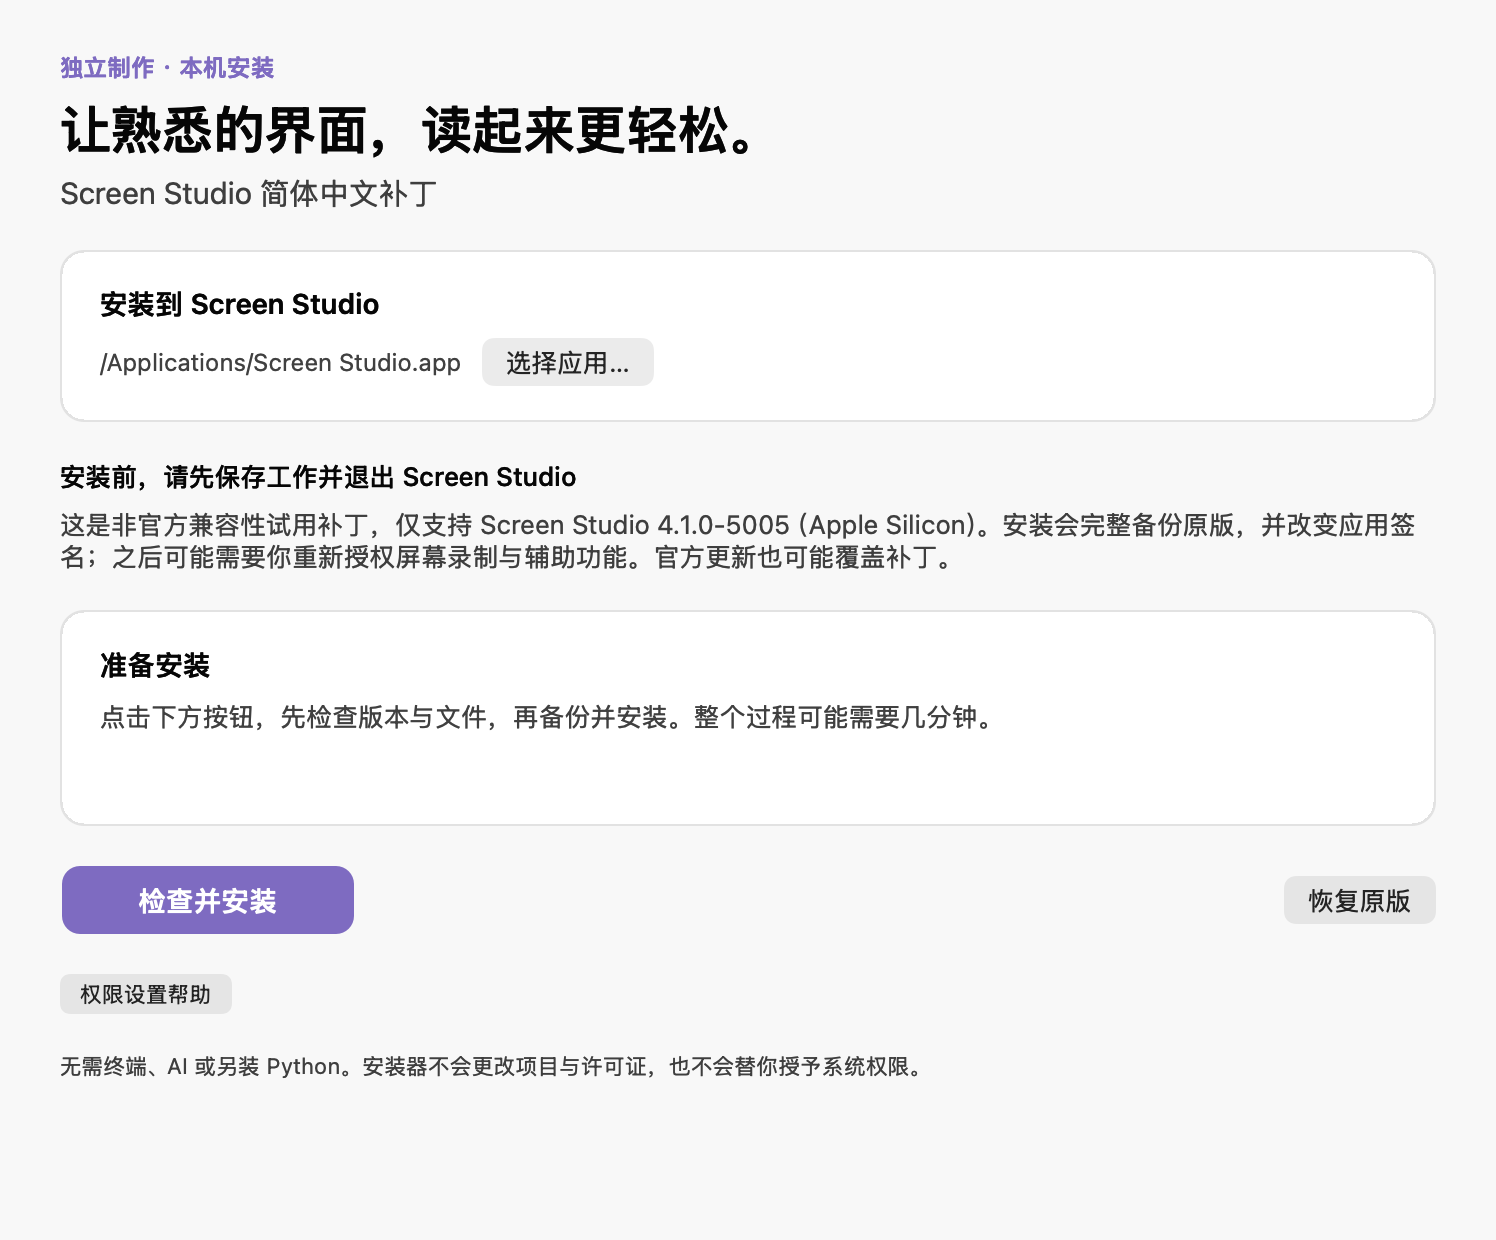 独立制作 · 本机安装
让熟悉的界面，读起来更轻松。
Screen Studio 简体中文补丁
安装到 Screen Studio
/Applications/Screen Studio.app
选择应用...
安装前，请先保存工作并退出 Screen Studio
这是非官方兼容性试用补丁，仅支持 Screen Studio 4.1.0-5005 (Apple Silicon)。安装会完整备份原版，并改变应用签
名；之后可能需要你重新授权屏幕录制与辅助功能。官方更新也可能覆盖补丁。
准备安装
点击下方按钮，先检查版本与文件，再备份并安装。整个过程可能需要几分钟。
检查并安装
恢复原版
权限设置帮助
无需终端、AI 或另装 Python。安装器不会更改项目与许可证，也不会替你授予系统权限。